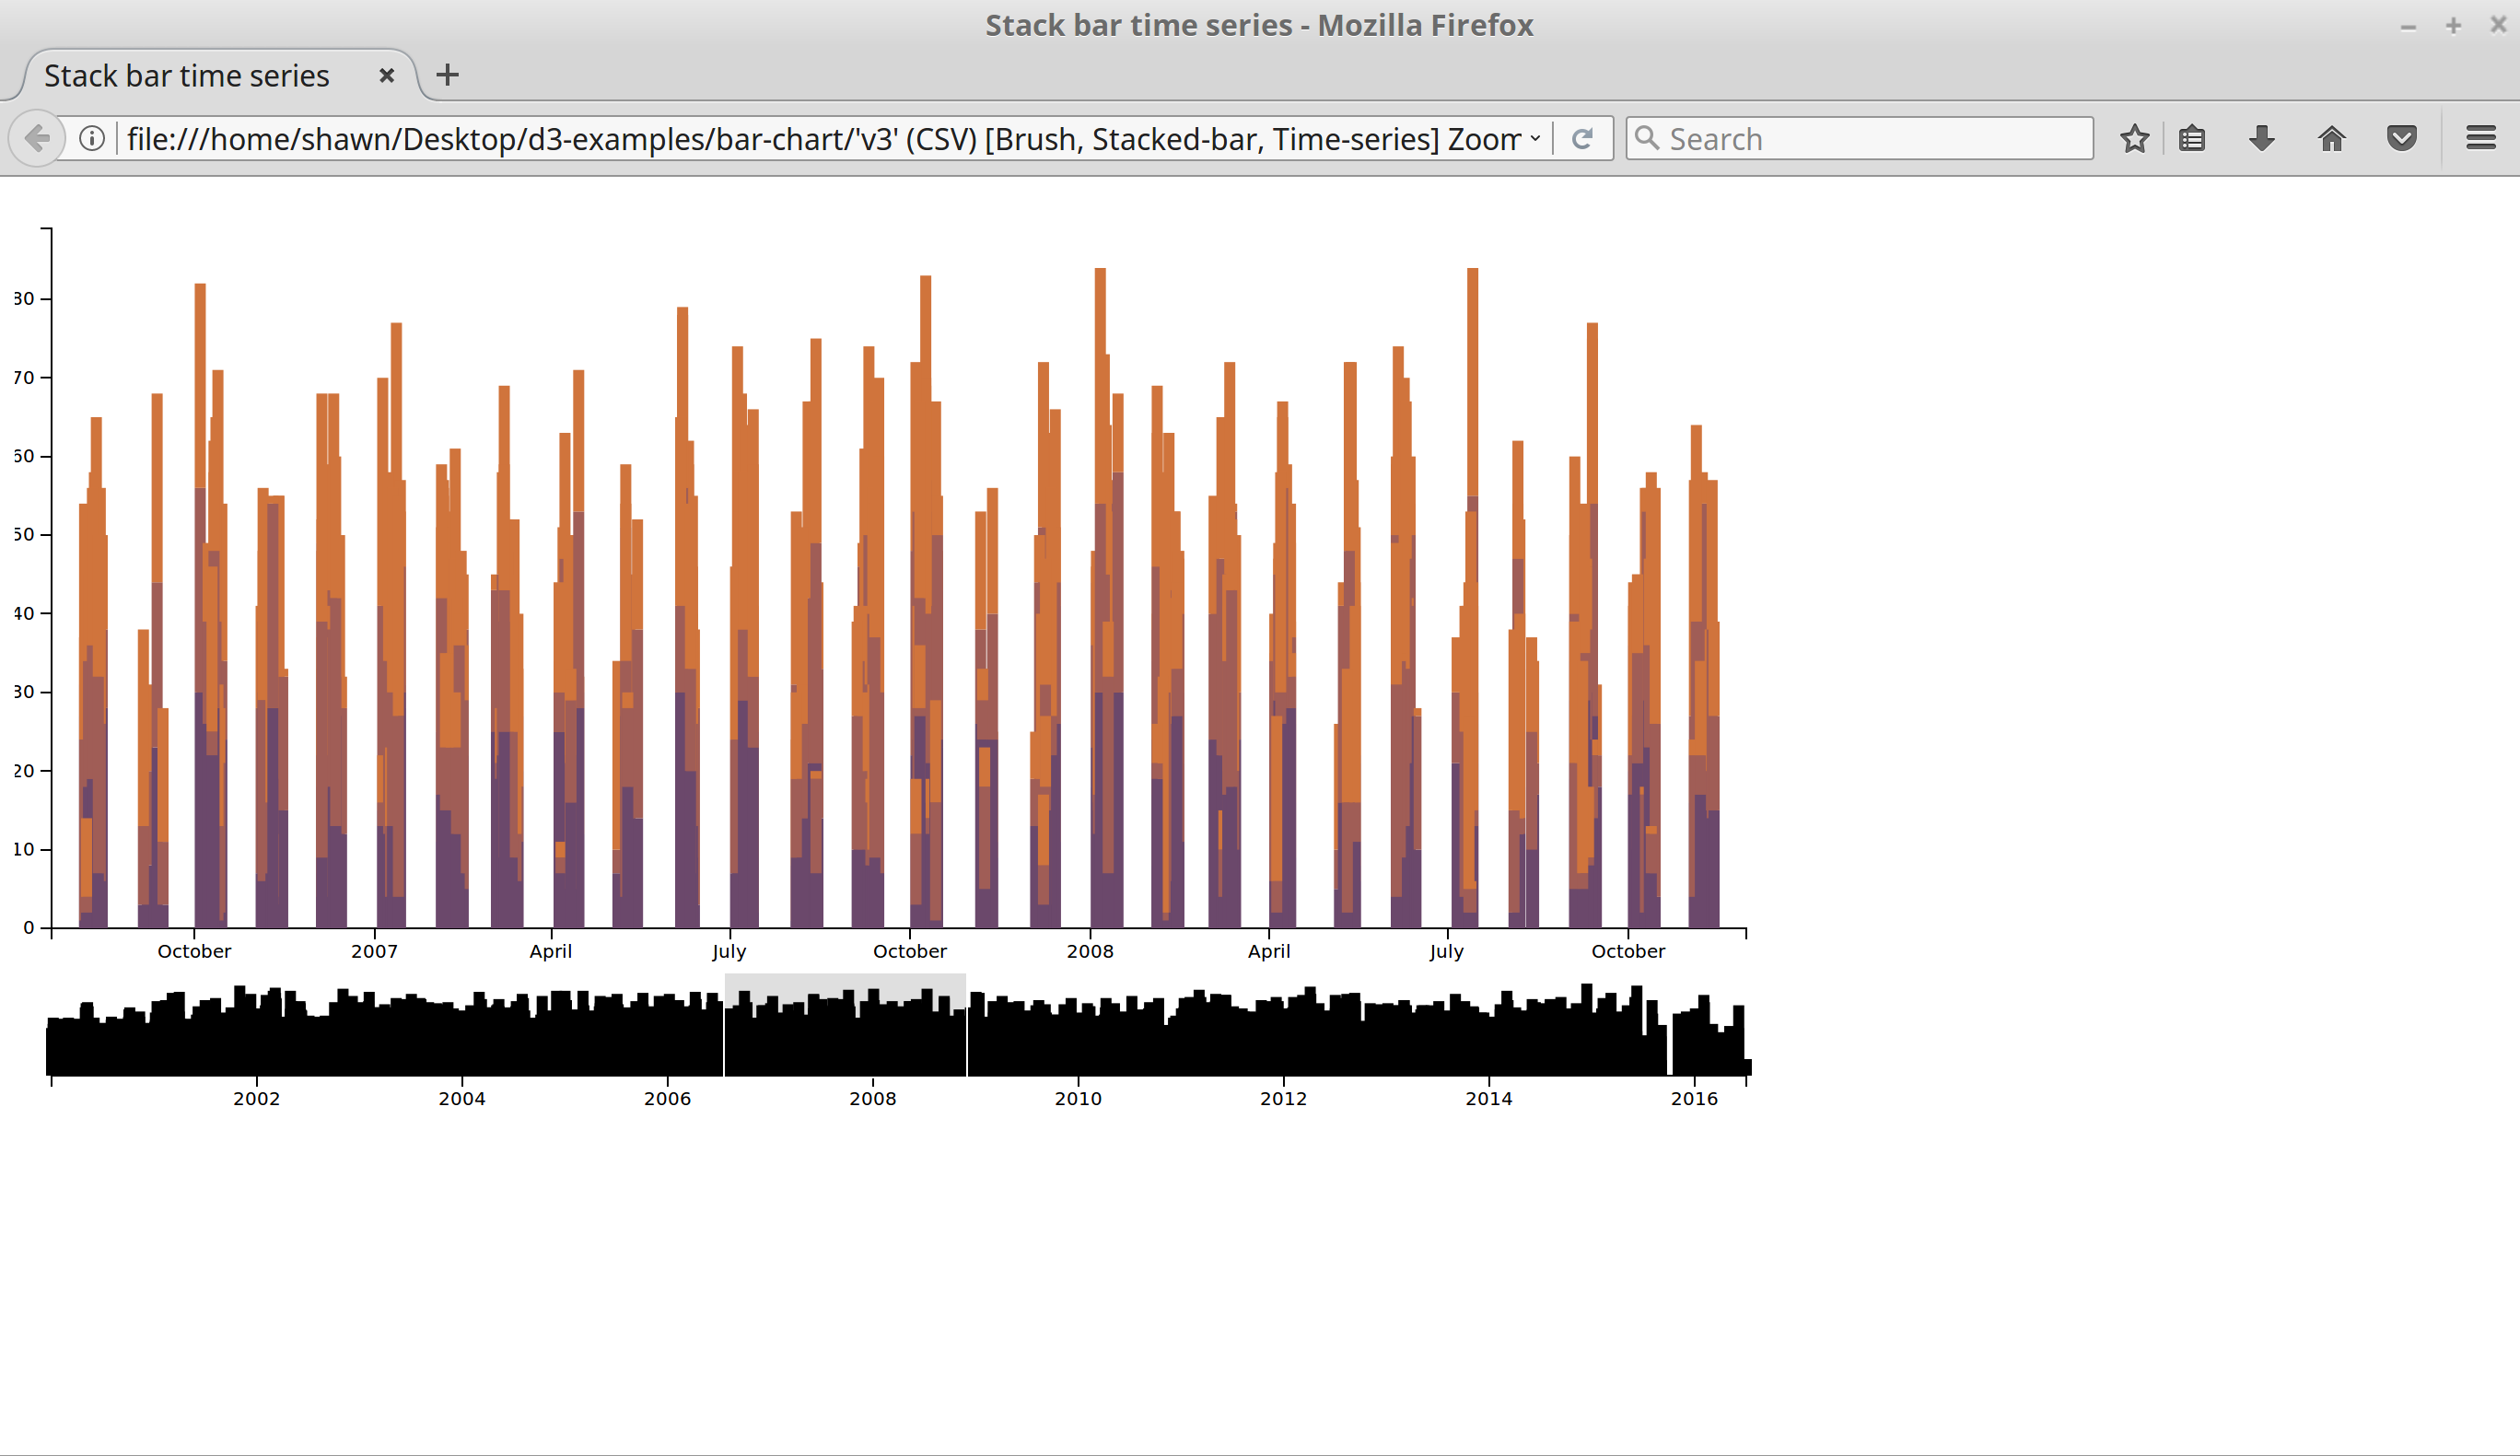 Stack bar time series - Mozilla Firefox
Stack bar time series
file:///home/shawn/Desktop/d3-examples/bar-chart/'v3' (CSV) [Brush, Stacked-bar, Time-series] Zoom
Search
80
70
60
50
40
30
20
10
0
October 2007 April July October 2008 April July October
2002 2004 2006 2008 2010 2012 2014 2016